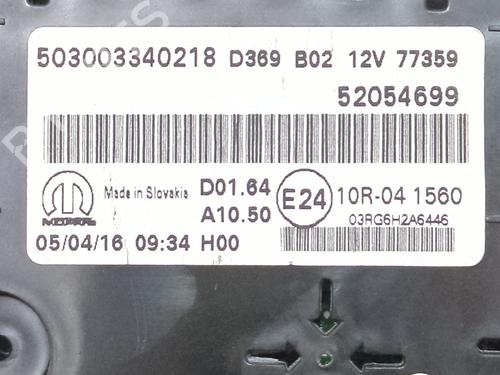 503003340218 D369 B02 12V 77359
52054699
MOPAR
Made in Slovakia
D01.64
A10.50
E24
10R-04 1560
03RG6H2A6446
05/04/16 09:34 H00